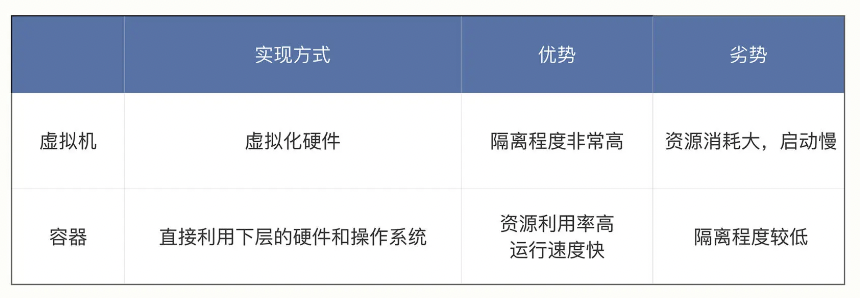 实现方式 优势 劣势
虚拟机 虚拟化硬件 隔离程度非常高 资源消耗大，启动慢
容器 直接利用下层的硬件和操作系统 资源利用率高
运行速度快 隔离程度较低